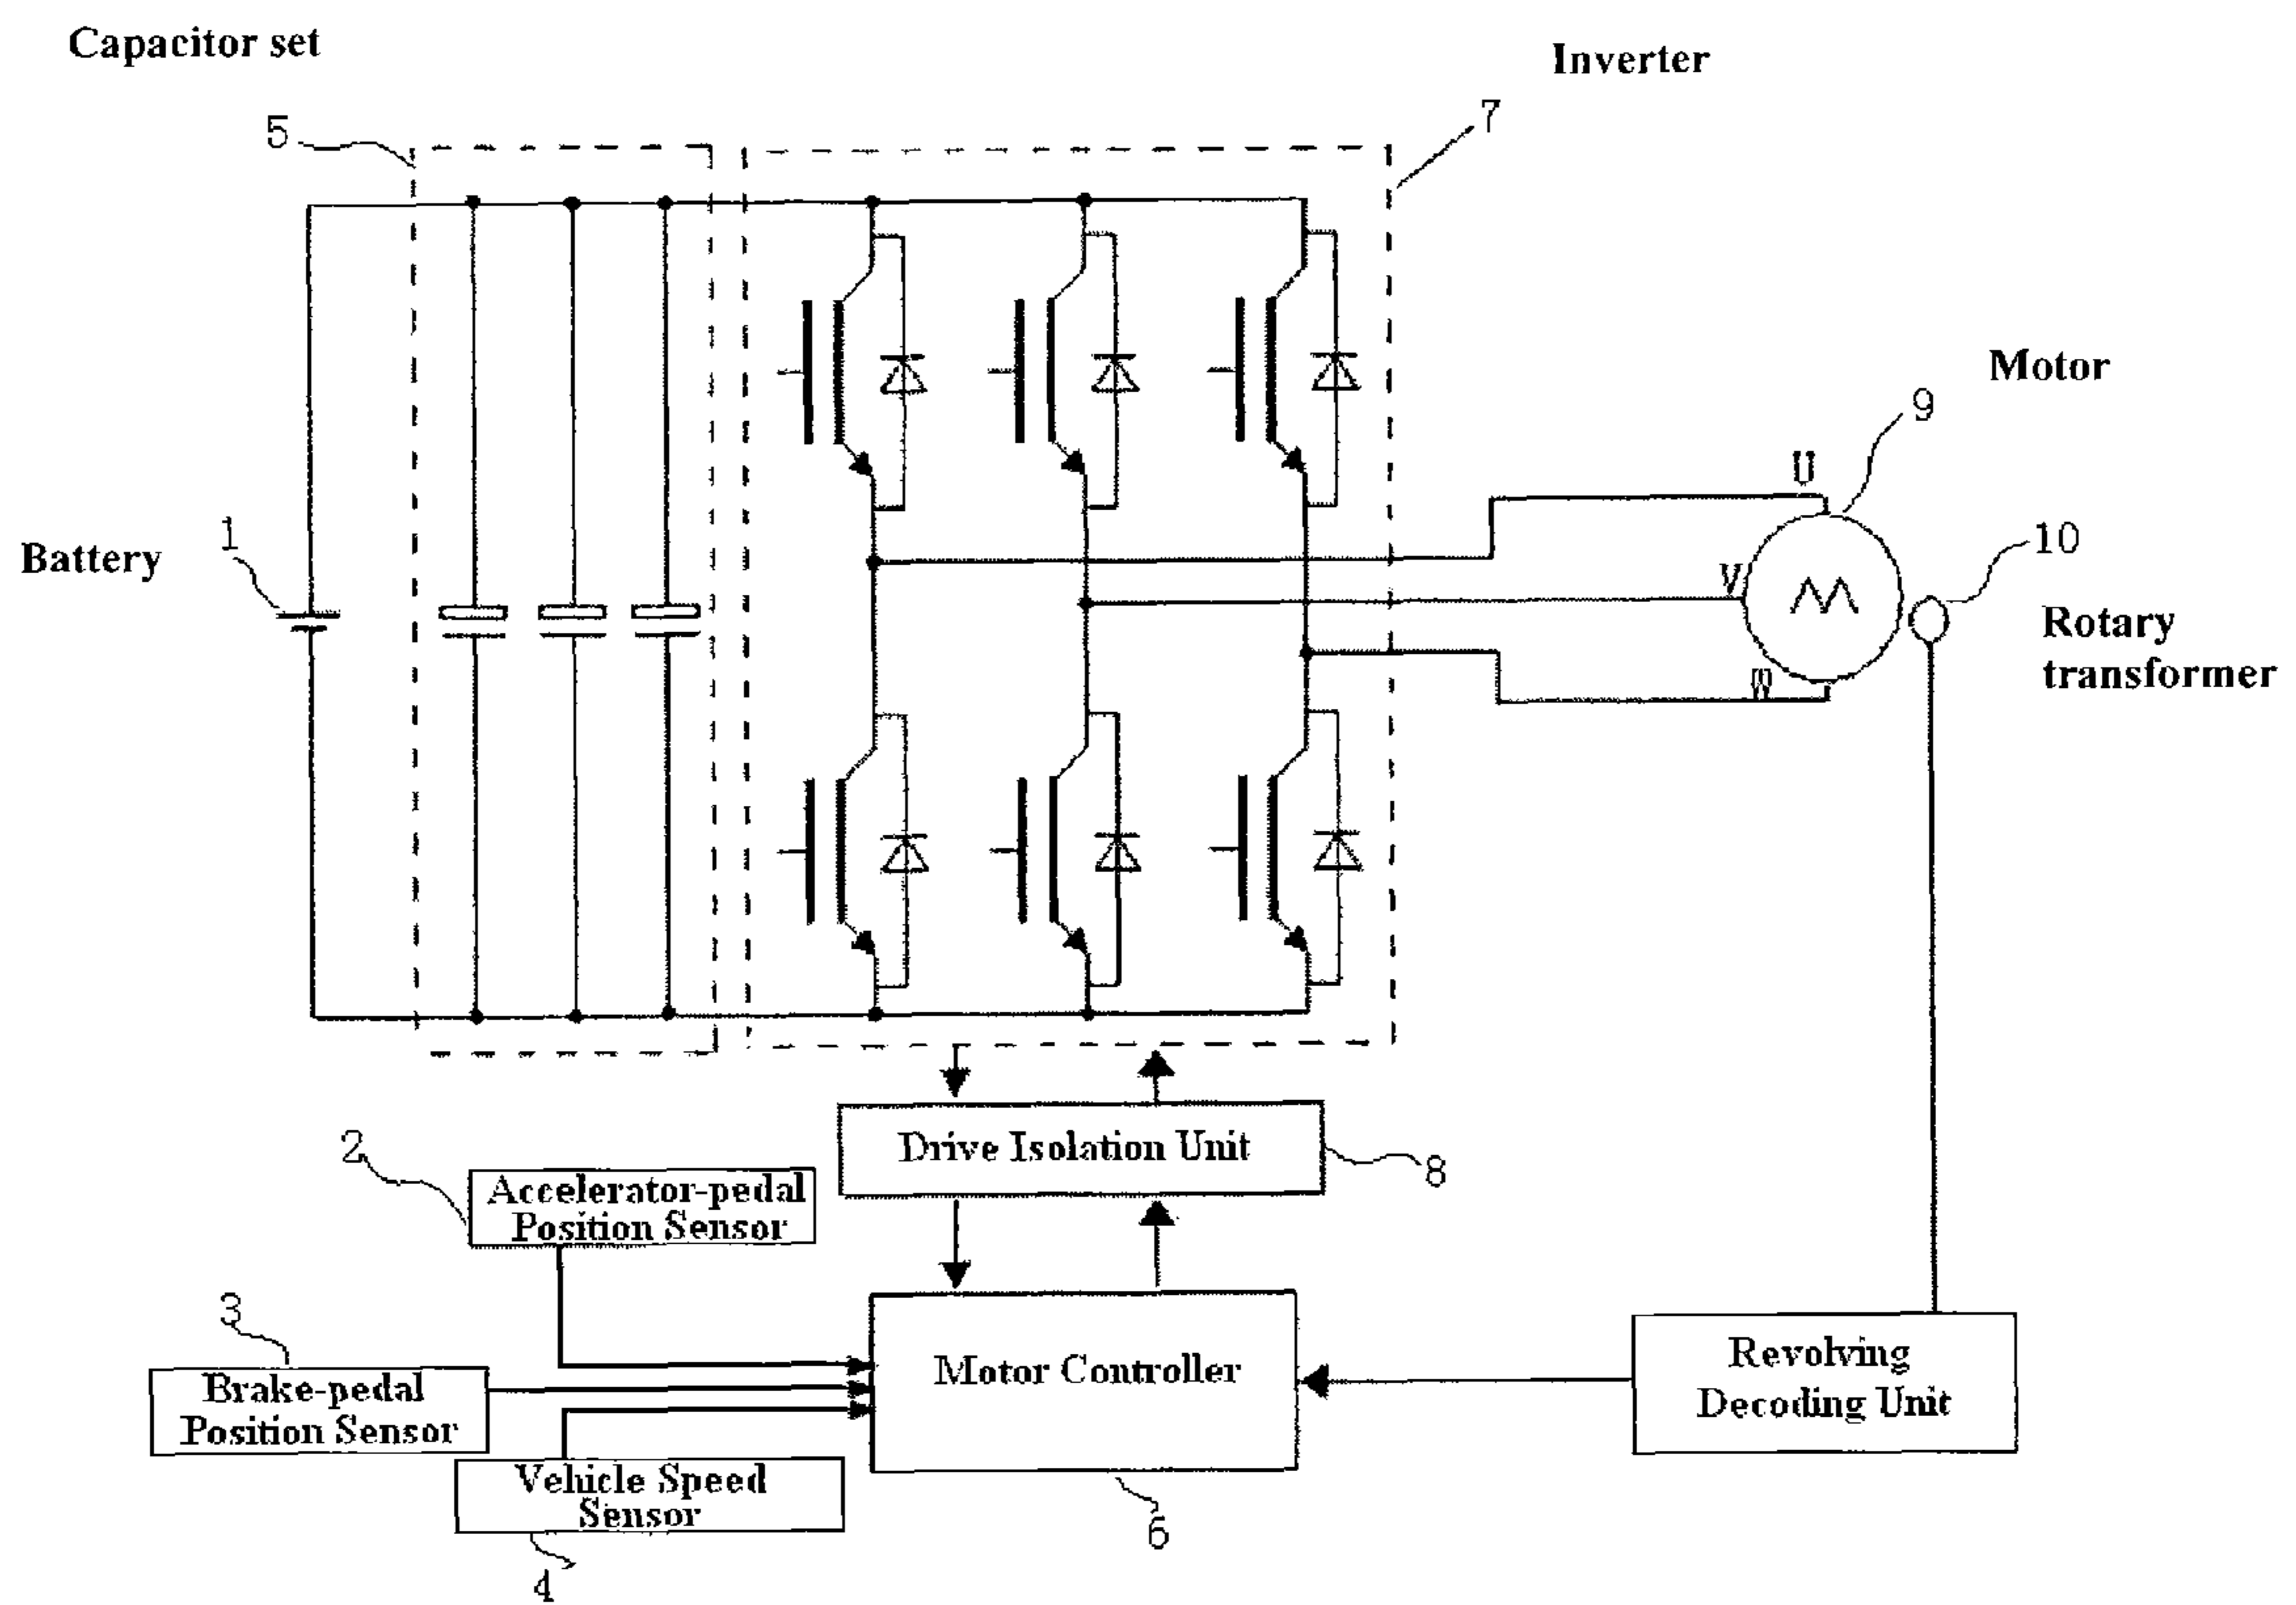 Capacitor set
Inverter
5
7
Motor
9
U
Battery
1
V
10
Rotary
transformer
W
Drive Isolation Unit
8
2
Accelerator-pedal
Position Sensor
3
Brake-pedal
Position Sensor
Motor Controller
Revolving
Decoding Unit
Vehicle Speed
Sensor
6
4